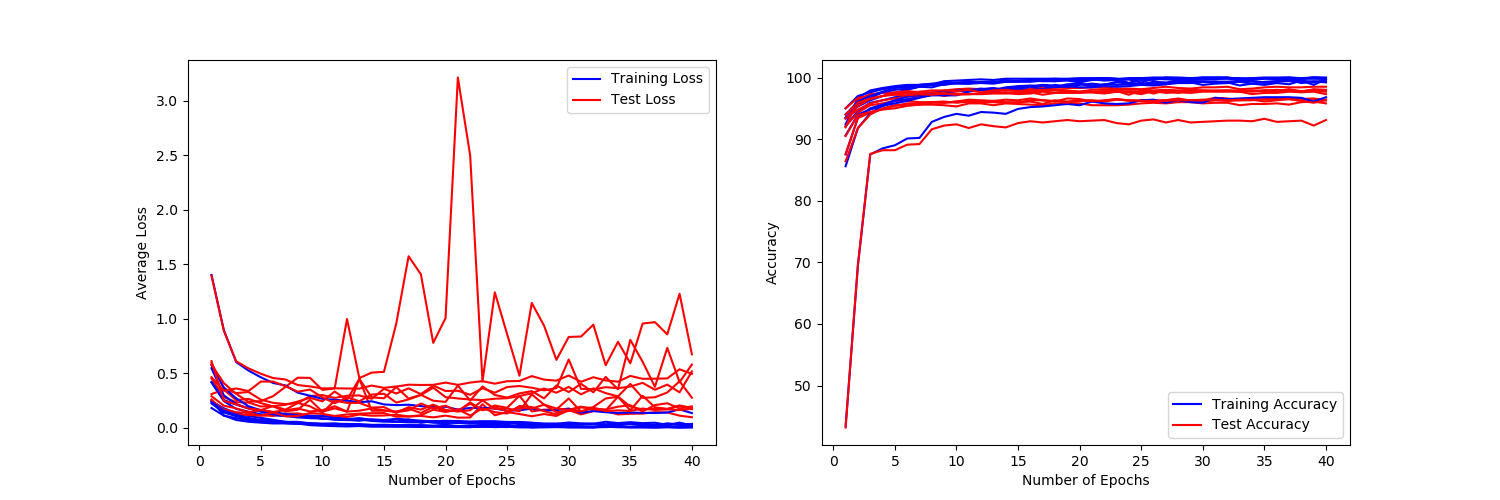 Training Loss
Test Loss
3.0
2.5
2.0
1.5
1.0
0.5
0.0
Average Loss
0 5 10 15 20 25 30 35 40
Number of Epochs
100
90
80
70
60
50
Accuracy
Training Accuracy
Test Accuracy
0 5 10 15 20 25 30 35 40
Number of Epochs